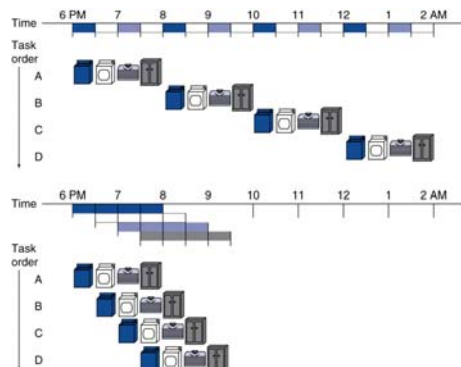 6 PM 7 8 9 10 11 12 1 2 AM
Time
Task
order
A
B
C
D
6 PM 7 8 9 10 11 12 1 2 AM
Time
Task
order
A
B
C
D